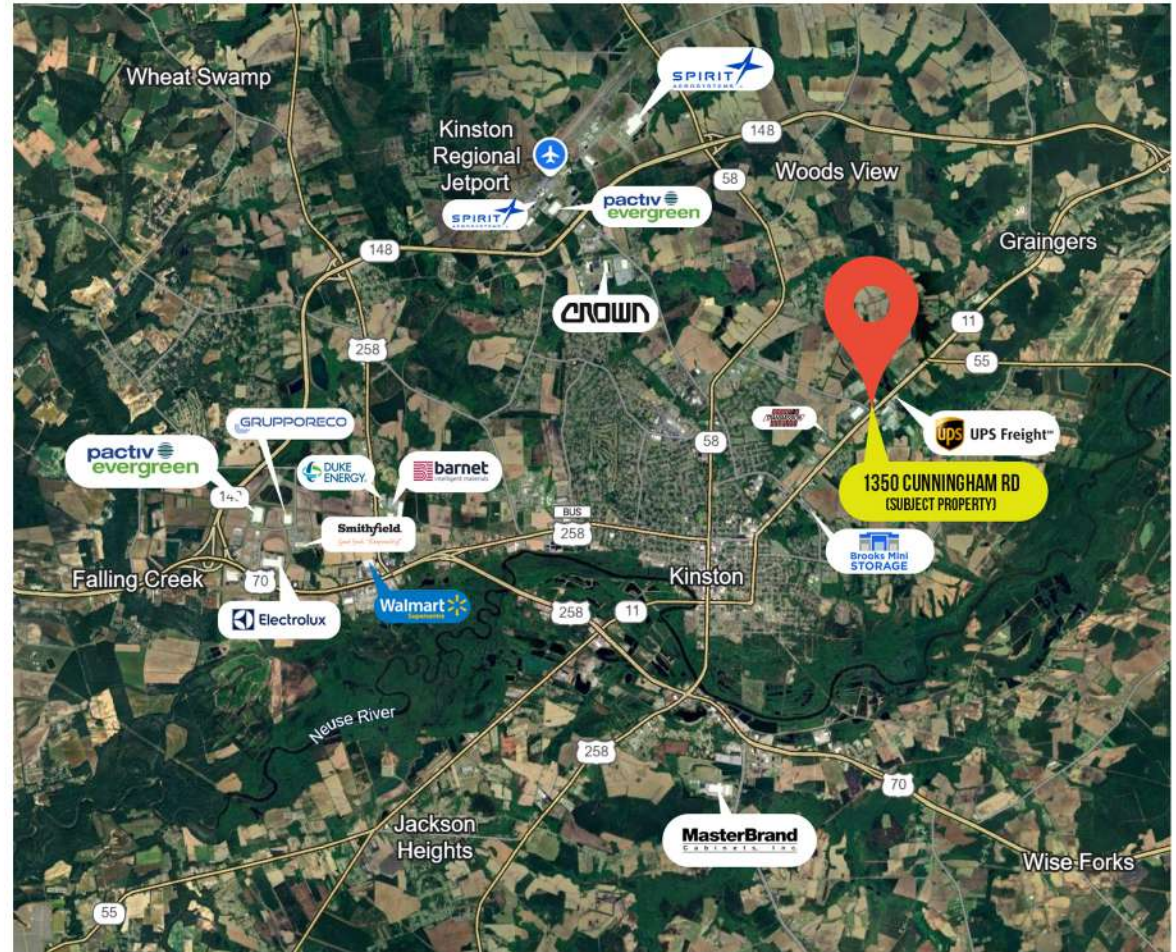 Wheat Swamp
SPIRIT
AEROSYSTEMS
148
Kinston
Regional
Jetport
58
Woods View
pactiv
evergreen
SPIRIT
AEROSYSTEMS
148
Graingers
CROWN
11
258
55
GRUPPORECO
58
ups UPS Freight
pactiv
evergreen
DUKE
ENERGY.
barnet
intelligent materials
1350 CUNNINGHAM RD
(SUBJECT PROPERTY)
Smithfield
Good food. Responsibly.
BUS
258
Brooks Mini
STORAGE
Falling Creek
70
Kinston
Walmart
Supercentre
Electrolux
258
11
Neuse River
258
70
Jackson
Heights
MasterBrand
Cabinets, Inc
Wise Forks
55